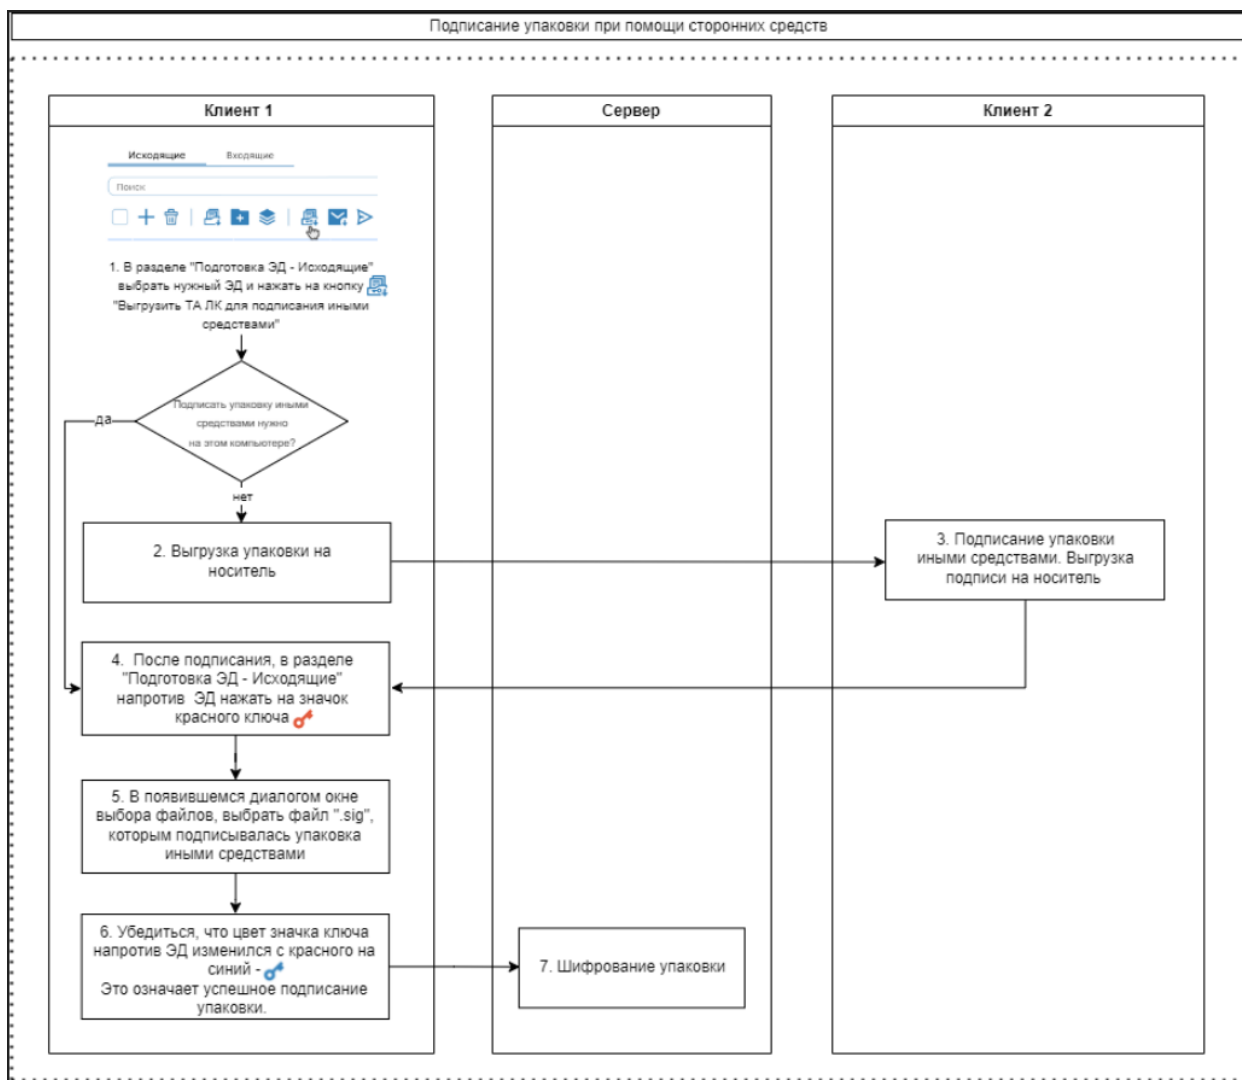 Подписание упаковки при помощи сторонних средств
Клиент 1
Сервер
Клиент 2
Исходящие
Входящие
Поиск
1. В разделе "Подготовка ЭД - Исходящие"
выбрать нужный ЭД и нажать на кнопку
"Выгрузить ТА ЛК для подписания иными
средствами"
Подписать упаковку иными
средствами нужно
на этом компьютере?
да
нет
2. Выгрузка упаковки на
носитель
3. Подписание упаковки
иными средствами. Выгрузка
подписи на носитель
4. После подписания, в разделе
"Подготовка ЭД - Исходящие"
напротив ЭД нажать на значок
красного ключа
5. В появившемся диалогом окне
выбора файлов, выбрать файл ".sig",
которым подписывалась упаковка
иными средствами
6. Убедиться, что цвет значка ключа
напротив ЭД изменился с красного на
синий -
Это означает успешное подписание
упаковки.
7. Шифрование упаковки